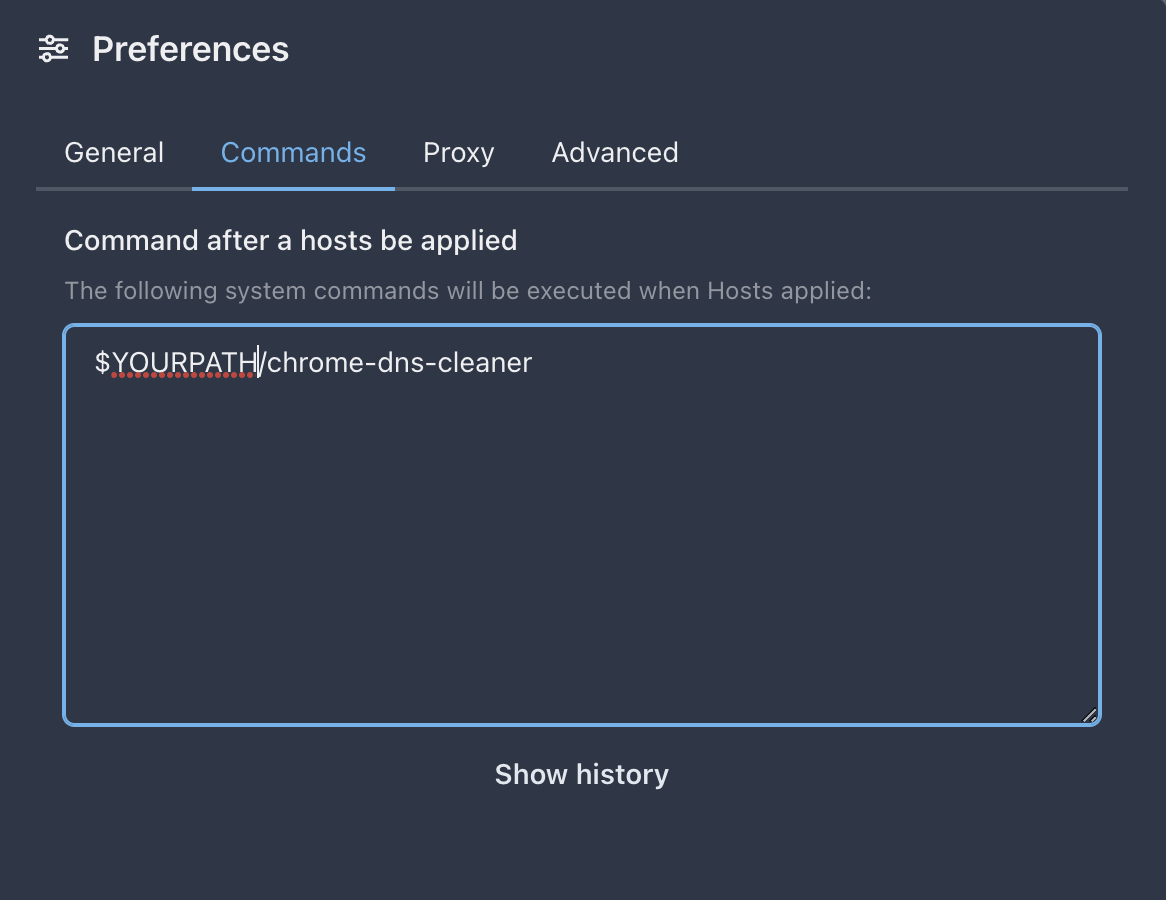 Preferences
General Commands Proxy Advanced
Command after a hosts be applied
The following system commands will be executed when Hosts applied:
$YOURPATH/chrome-dns-cleaner
Show history